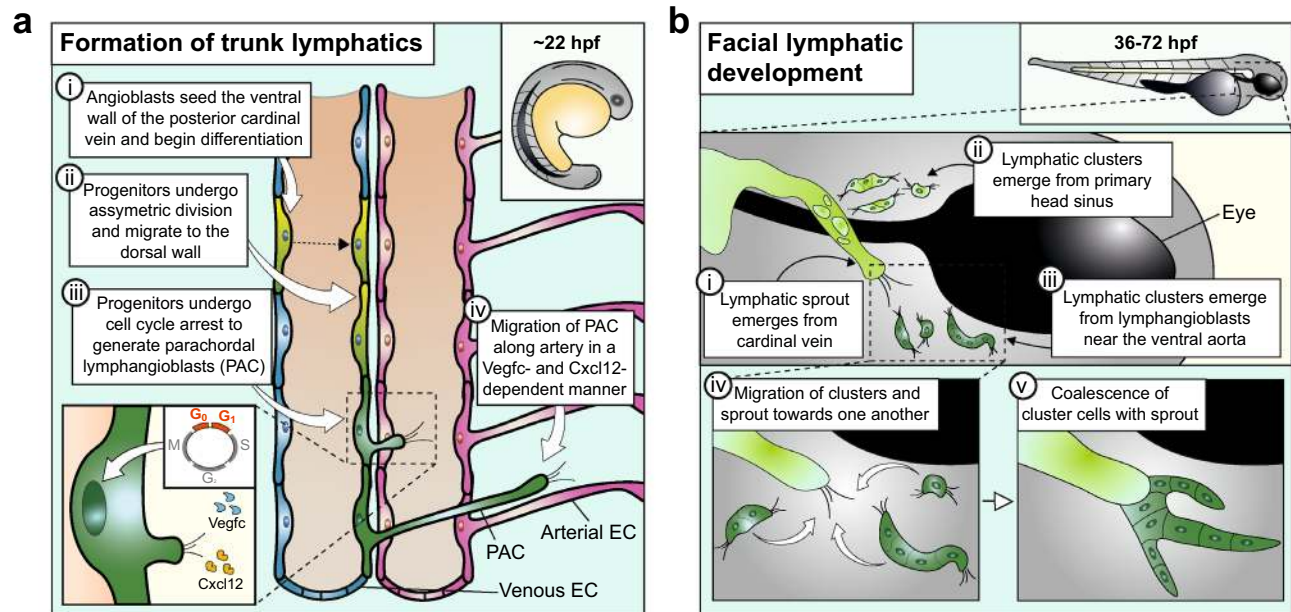 a
Formation of trunk lymphatics
~22 hpf
i
Angioblasts seed the ventral
wall of the posterior cardinal
vein and begin differentiation
ii
Progenitors undergo
assymetric division
and migrate to the
dorsal wall
iii
Progenitors undergo
cell cycle arrest to
generate parachordal
lymphangioblasts (PAC)
iv
Migration of PAC
along artery in a
Vegfc- and Cxcl12-
dependent manner
G₀ G₁
M
S
G₂
Vegfc
Cxcl12
Arterial EC
PAC
Venous EC
b
Facial lymphatic
development
36-72 hpf
ii
Lymphatic clusters
emerge from primary
head sinus
Eye
i
Lymphatic sprout
emerges from
cardinal vein
iii
Lymphatic clusters emerge
from lymphangioblasts
near the ventral aorta
iv
Migration of clusters and
sprout towards one another
v
Coalescence of
cluster cells with sprout